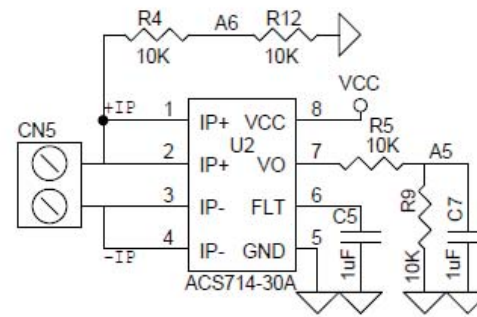 R4 A6 R12
10K 10K
VCC
+IP 1 IP+ VCC 8
CN5 U2 R5
2 IP+ VO 7 10K A5
3 IP- FLT 6
C5 1uF
R9 10K
C7 1uF
-IP 4 IP- GND 5
ACS714-30A